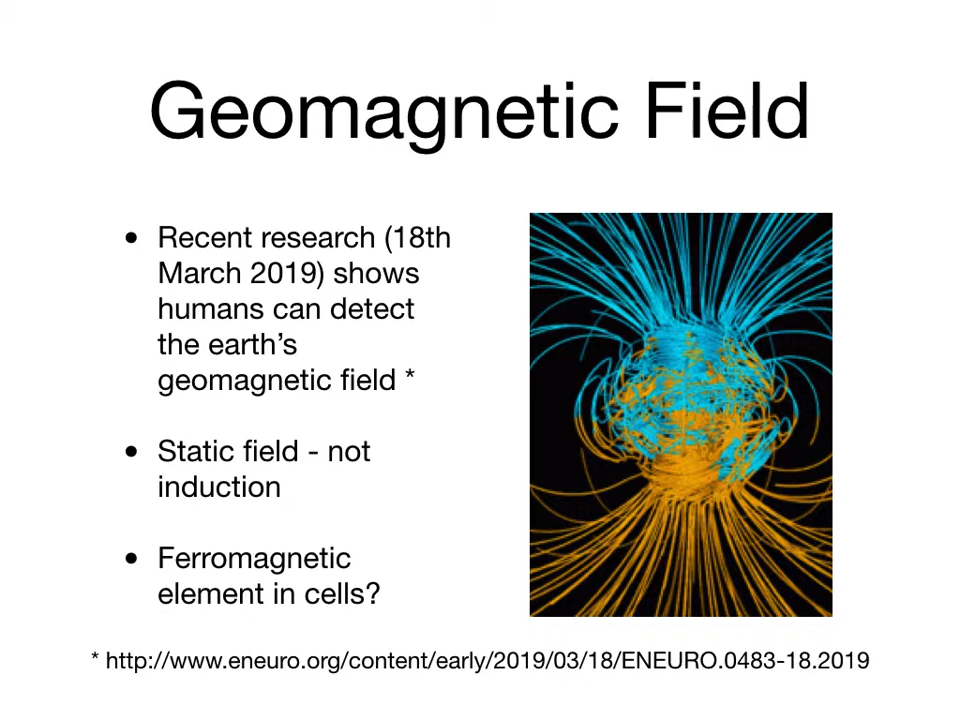 Geomagnetic Field
• Recent research (18th
March 2019) shows
humans can detect
the earth’s
geomagnetic field *
• Static field - not
induction
• Ferromagnetic
element in cells?
* http://www.eneuro.org/content/early/2019/03/18/ENEURO.0483-18.2019